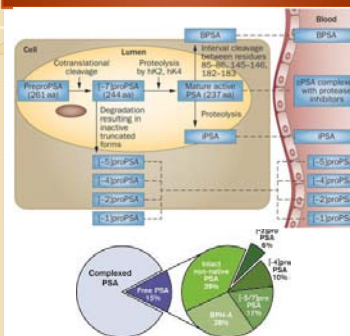 Blood
Cell
Lumen
BPSA
BPSA
Cotranslational
cleavage
Proteolysis
by hK2, hK4
Interval cleavage
between residues
85–86, 145–146,
182–183
PreproPSA
(261 aa)
[–7]proPSA
(244 aa)
Mature active
PSA (237 aa)
cPSA complexed
with protease
inhibitors
Degradation
resulting in
inactive
truncated
forms
Proteolysis
iPSA
iPSA
[–5]proPSA
[–5]proPSA
[–4]proPSA
[–4]proPSA
[–2]proPSA
[–2]proPSA
[–1]proPSA
[–1]proPSA
PSA
6%
[-4]pro
PSA
10%
Intact
non-native
PSA
Complexed
PSA
Free PSA
15%
[-5/7]pro
PSA
17%
BPH-A
28%